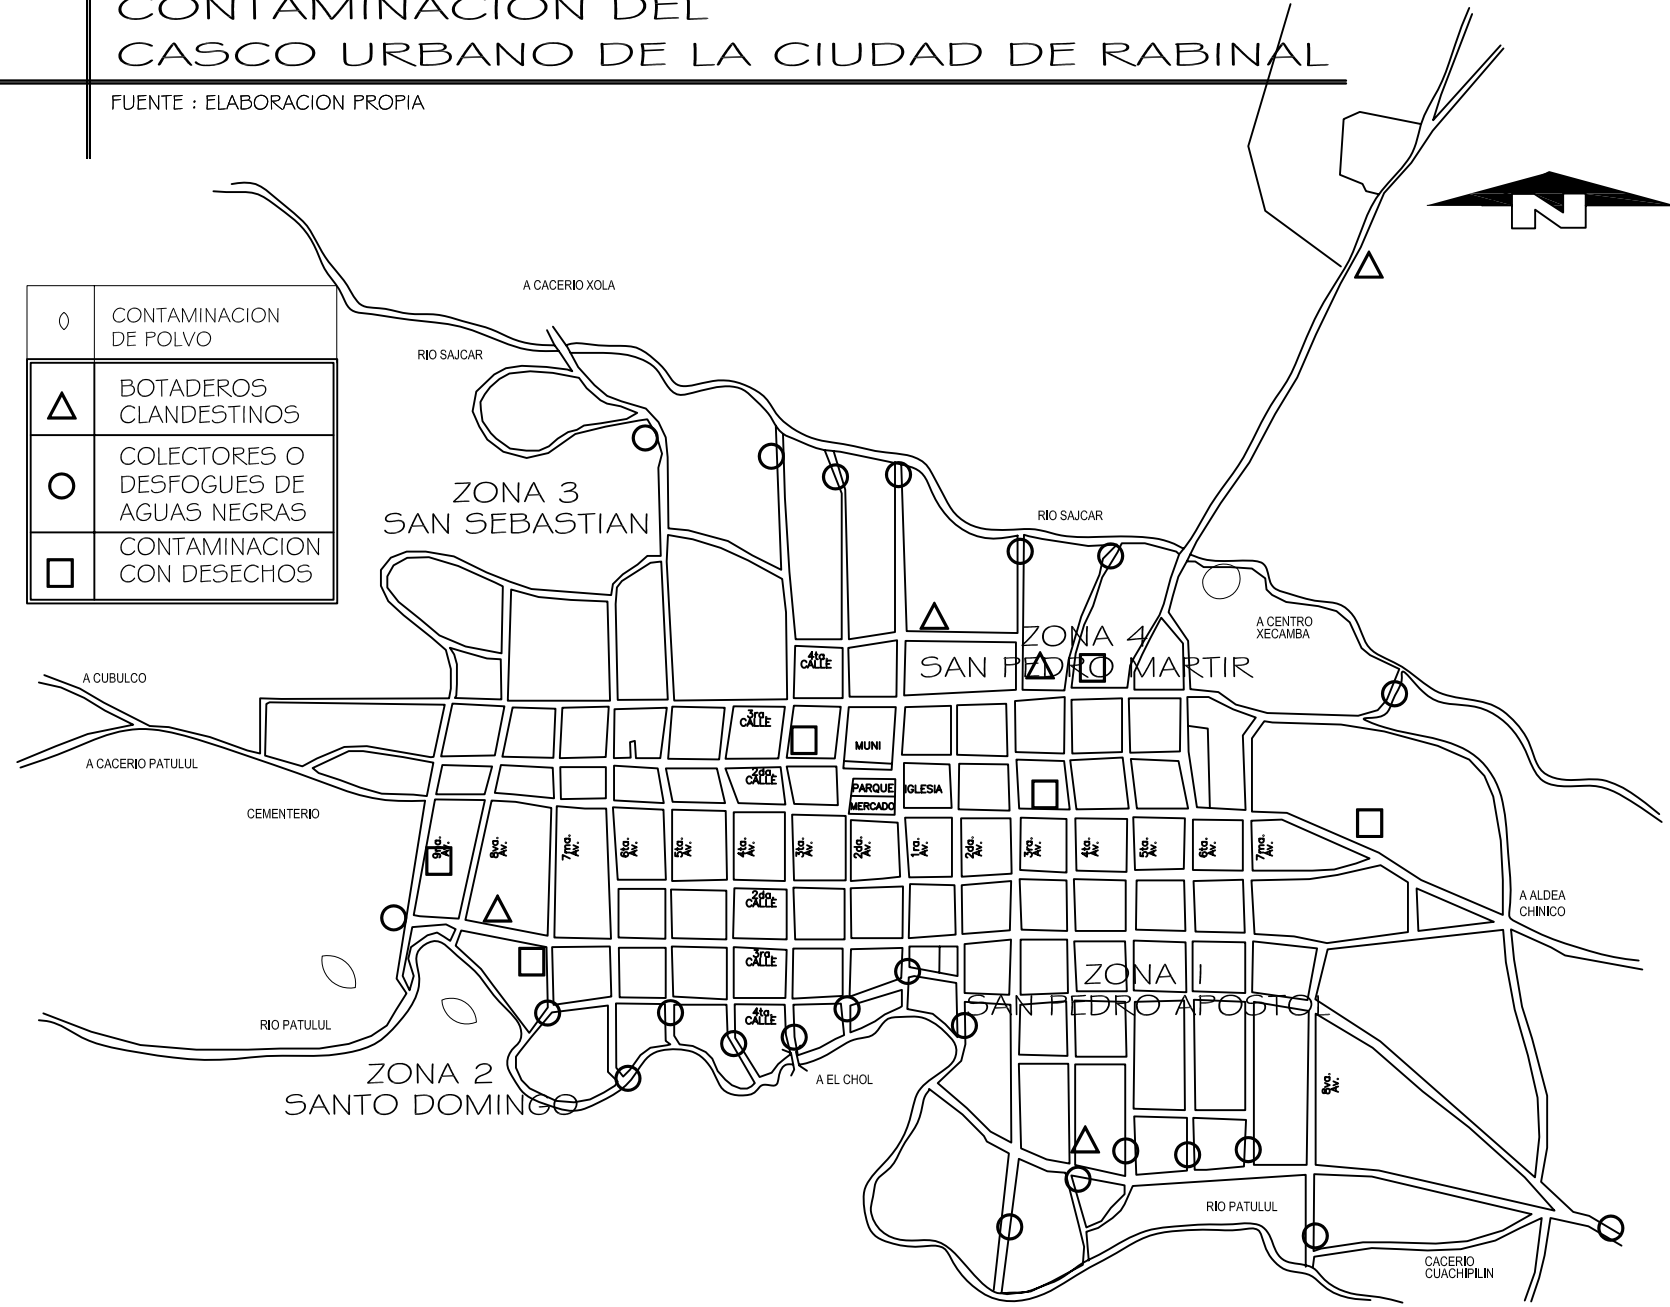 CONTAMINACION DEL
CASCO URBANO DE LA CIUDAD DE RABINAL
FUENTE : ELABORACION PROPIA
N
A CACERIO XOLA
CONTAMINACION
DE POLVO
RIO SAJCAR
BOTADEROS
CLANDESTINOS
COLECTORES O
DESFOGUES DE
AGUAS NEGRAS
CONTAMINACION
CON DESECHOS
ZONA 3
SAN SEBASTIAN
RIO SAJCAR
A CENTRO
XECAMBA
ZONA 4
SAN PEDRO MARTIR
4ta
CALLE
A CUBULCO
3ra
CALLE
MUNI
A CACERIO PATULUL
2da
CALLE
PARQUE
IGLESIA
MERCADO
CEMENTERIO
9na.
Av.
8va.
Av.
7ma.
Av.
6ta.
Av.
5ta.
Av.
4ta.
Av.
3ta.
Av.
2da.
Av.
1ra.
Av.
2da.
Av.
3ra.
Av.
4ta.
Av.
5ta.
Av.
6ta.
Av.
7ma.
Av.
2da.
CALLE
A ALDEA
CHINICO
3ra
CALLE
ZONA 1
SAN PEDRO APOSTOL
4ta
CALLE
RIO PATULUL
ZONA 2
SANTO DOMINGO
A EL CHOL
8va.
Av.
RIO PATULUL
CACERIO
CUACHIPILIN